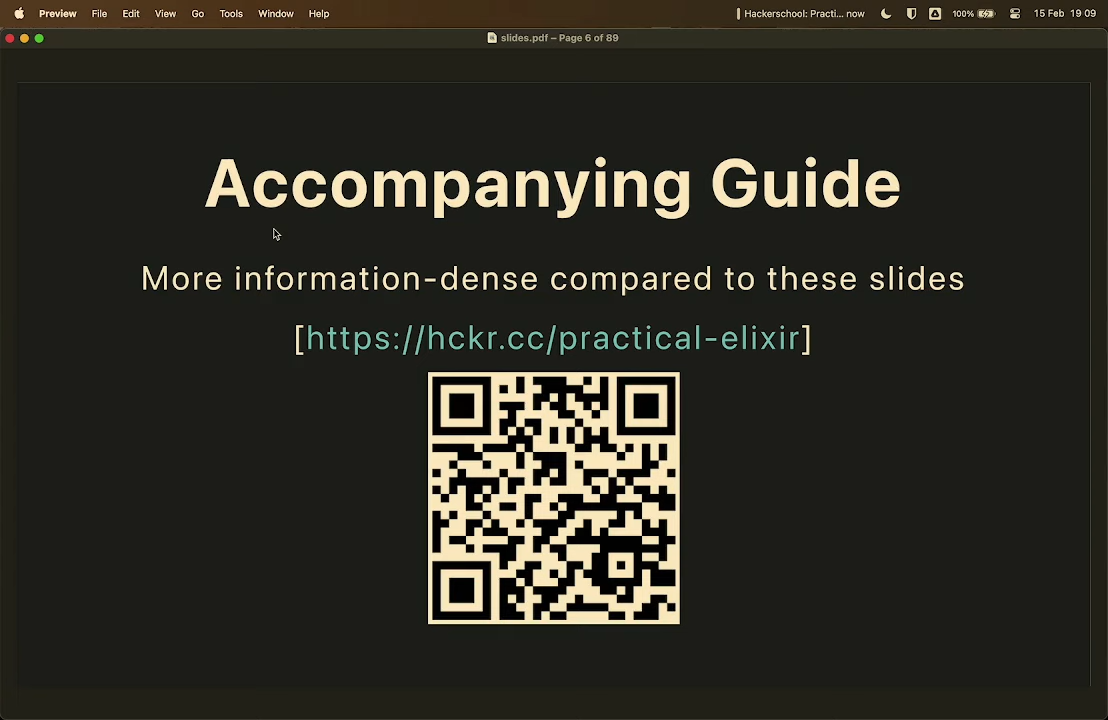 Preview File Edit View Go Tools Window Help Hackerschool: Practi... now 100% 15 Feb 19 09
slides.pdf – Page 6 of 89
Accompanying Guide
More information-dense compared to these slides
[https://hckr.cc/practical-elixir]